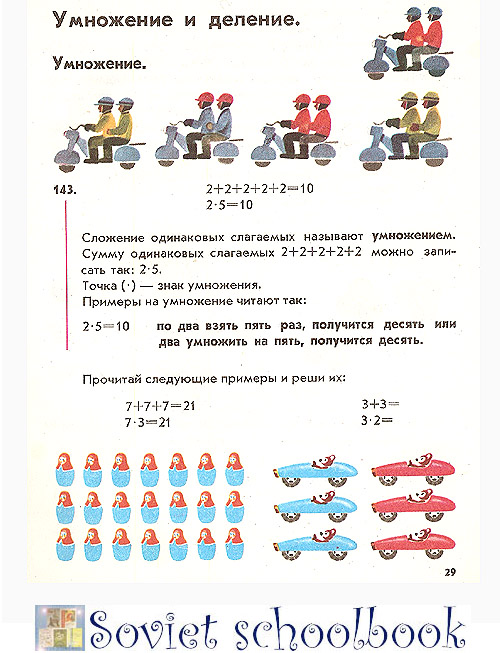 Умножение и деление.
Умножение.
143.
2+2+2+2+2=10
2·5=10
Сложение одинаковых слагаемых называют умножением.
Сумму одинаковых слагаемых 2+2+2+2+2 можно запи-
сать так: 2·5.
Точка (·) — знак умножения.
Примеры на умножение читают так:
2·5=10 по два взять пять раз, получится десять или
два умножить на пять, получится десять.
Прочитай следующие примеры и реши их:
7+7+7=21 3+3=
7·3=21 3·2=
29
Soviet schoolbook